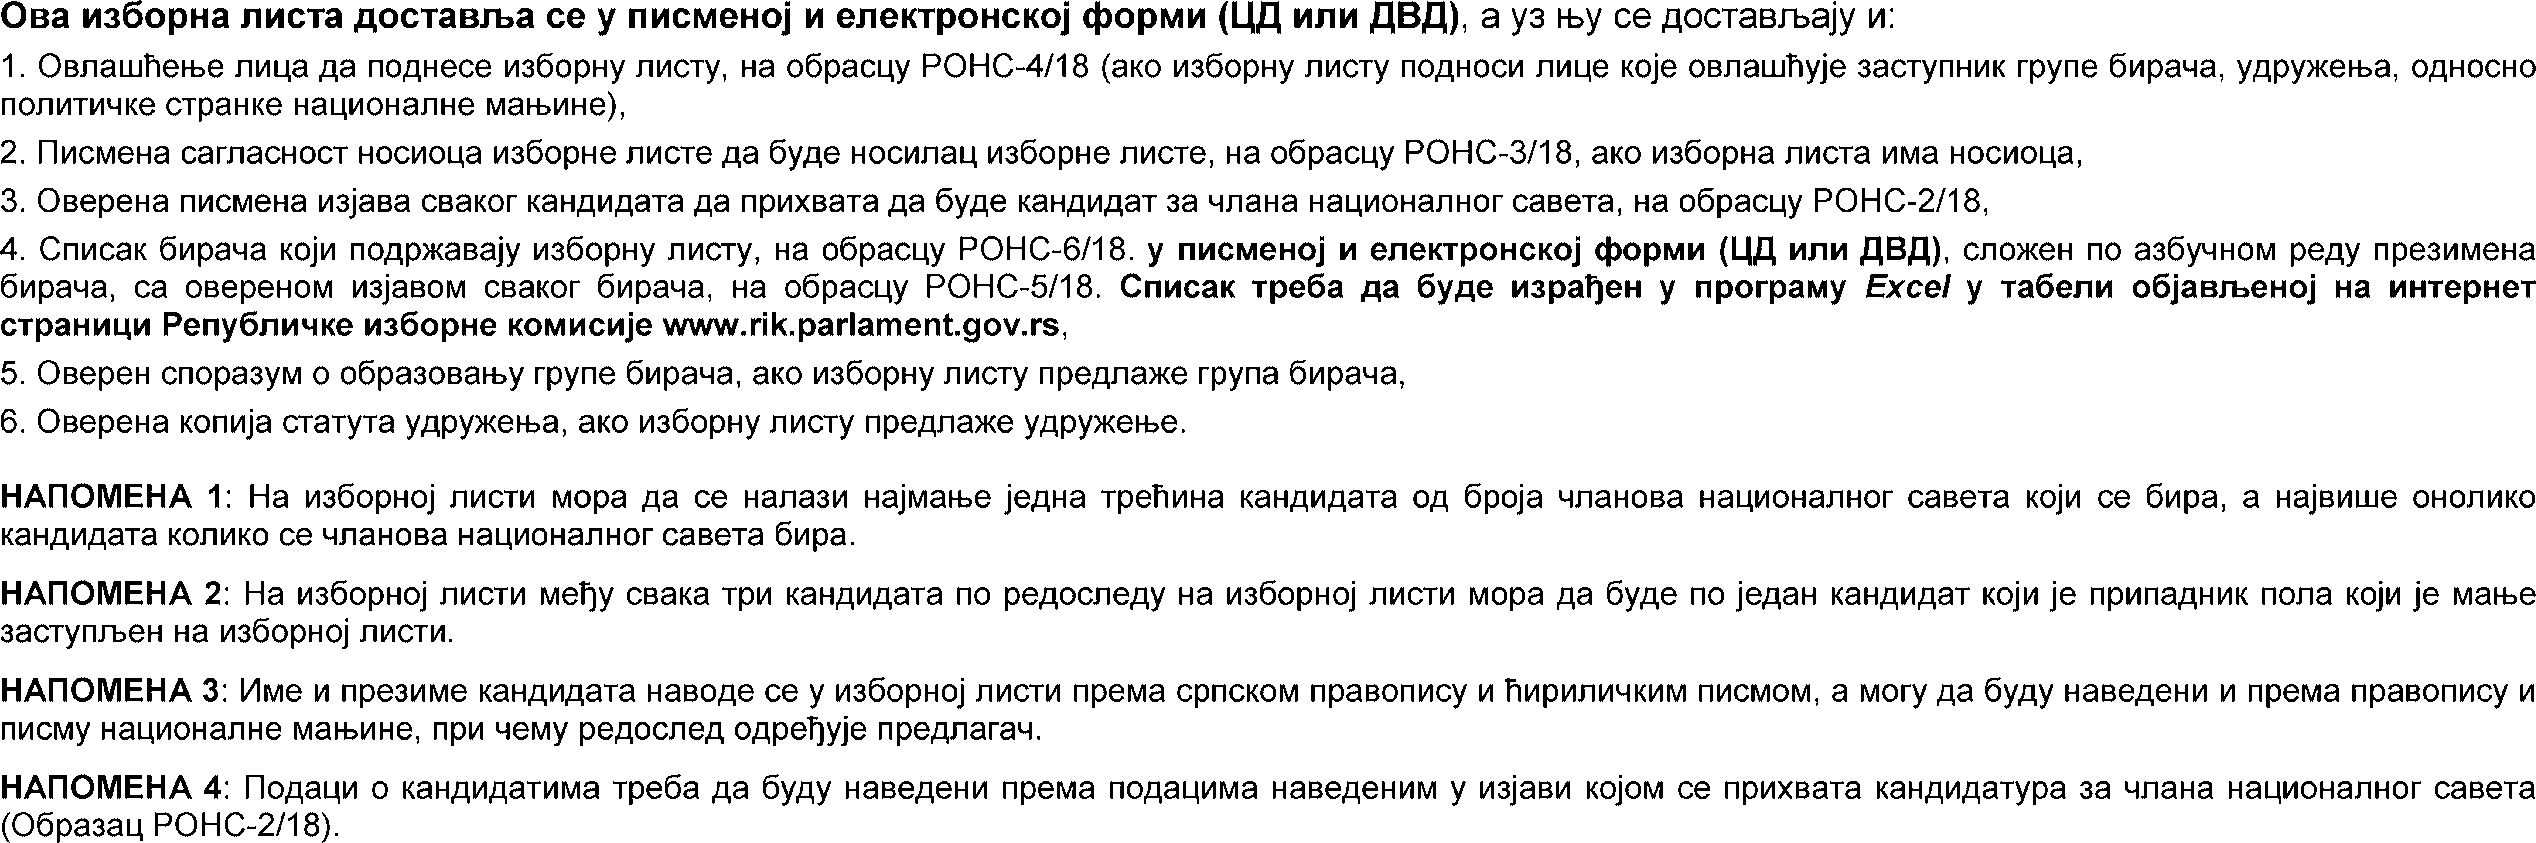 Ова изборна листа доставља се у писменој и електронској форми (ЦД или ДВД), а уз њу се достављају и:
1. Овлашћење лица да поднесе изборну листу, на обрасцу РОНС-4/18 (ако изборну листу подноси лице које овлашћује заступник групе бирача, удружења, односно
политичке странке националне мањине),
2. Писмена сагласност носиоца изборне листе да буде носилац изборне листе, на обрасцу РОНС-3/18, ако изборна листа има носиоца,
3. Оверена писмена изјава сваког кандидата да прихвата да буде кандидат за члана националног савета, на обрасцу РОНС-2/18,
4. Списак бирача који подржавају изборну листу, на обрасцу РОНС-6/18. у писменој и електронској форми (ЦД или ДВД), сложен по азбучном реду презимена
бирача, са овереном изјавом сваког бирача, на обрасцу РОНС-5/18. Списак треба да буде израђен у програму Excel у табели објављеној на интернет
страници Републичке изборне комисије www.rik.parlament.gov.rs,
5. Оверен споразум о образовању групе бирача, ако изборну листу предлаже група бирача,
6. Оверена копија статута удружења, ако изборну листу предлаже удружење.
НАПОМЕНА 1: На изборној листи мора да се налази најмање једна трећина кандидата од броја чланова националног савета који се бира, а највише онолико
кандидата колико се чланова националног савета бира.
НАПОМЕНА 2: На изборној листи међу свака три кандидата по редоследу на изборној листи мора да буде по један кандидат који је припадник пола који је мање
заступљен на изборној листи.
НАПОМЕНА 3: Име и презиме кандидата наводе се у изборној листи према српском правопису и ћириличким писмом, а могу да буду наведени и према правопису и
писму националне мањине, при чему редослед одређује предлагач.
НАПОМЕНА 4: Подаци о кандидатима треба да буду наведени према подацима наведеним у изјави којом се прихвата кандидатура за члана националног савета
(Образац РОНС-2/18).